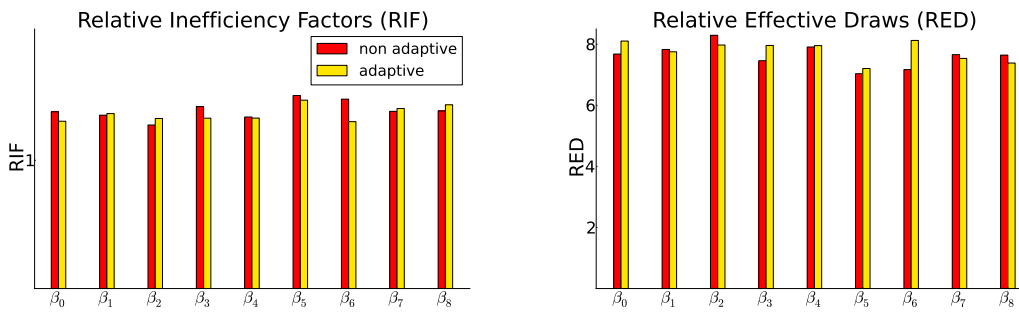 Relative Inefficiency Factors (RIF)
non adaptive
adaptive
RIF
1
β₀ β₁ β₂ β₃ β₄ β₅ β₆ β₇ β₈
Relative Effective Draws (RED)
8
6
4
2
RED
β₀ β₁ β₂ β₃ β₄ β₅ β₆ β₇ β₈